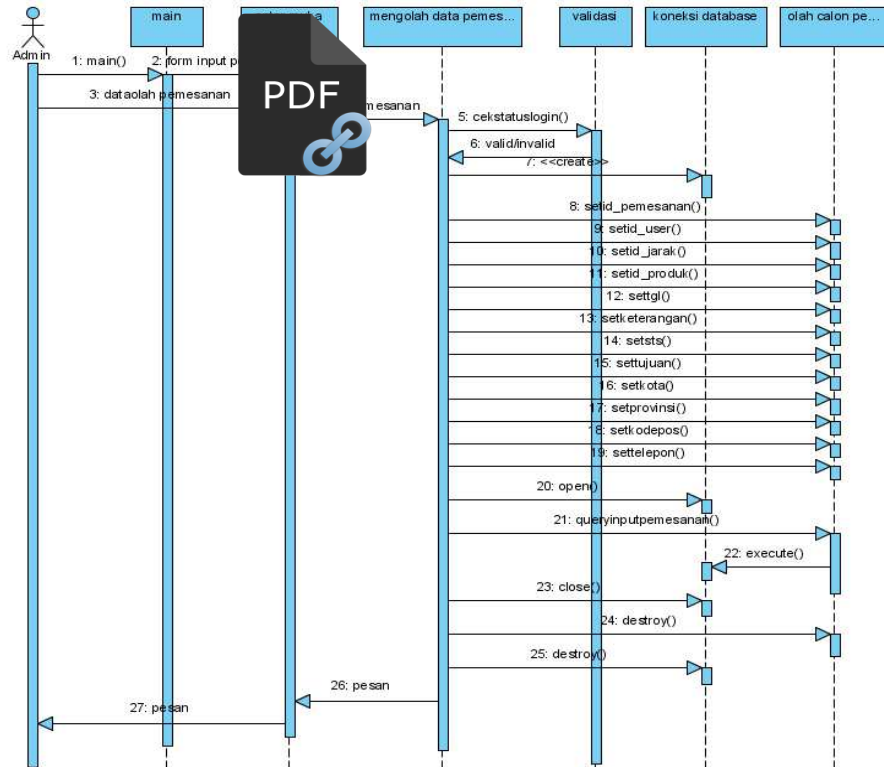 main
mengolah data pemes...
validasi
koneksi database
olah calon pe...
Admin
1: main()
2: form input
3: dataolah pemesanan
PDF
5: cekstatuslogin()
6: valid/invalid
7: <<create>>
8: setid_pemesanan()
9: setid_user()
10: setid_jarak()
11: setid_produk()
12: settgl()
13: setketerangan()
14: setsts()
15: settujuan()
16: setkota()
17: setprovinsi()
18: setkodepos()
19: settelepon()
20: open()
21: queryinputpemesanan()
22: execute()
23: close()
24: destroy()
25: destroy()
26: pesan
27: pesan